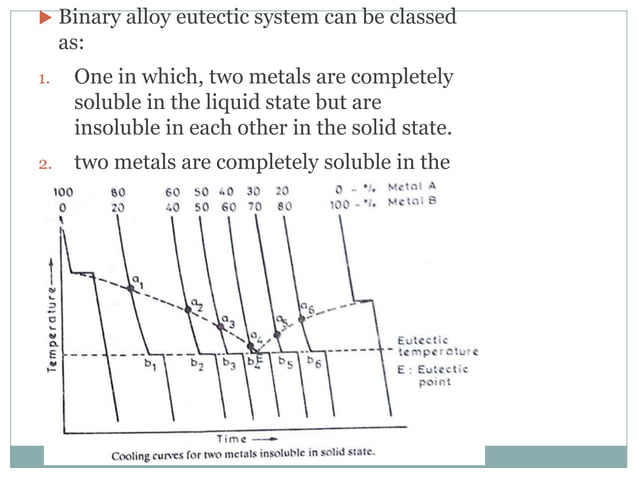 Binary alloy eutectic system can be classed
as:
1. One in which, two metals are completely
soluble in the liquid state but are
insoluble in each other in the solid state.
2. two metals are completely soluble in the
100 80 60 50 40 30 20 0 - % Metal A
0 20 40 50 60 70 80 100 - % Metal B
a1
a2
a3
a4
a5
a6
Temperature
Eutectic
temperature
b1 b2 b3 b4 E b5 b6
E : Eutectic
point
Time
Cooling curves for two metals insoluble in solid state.